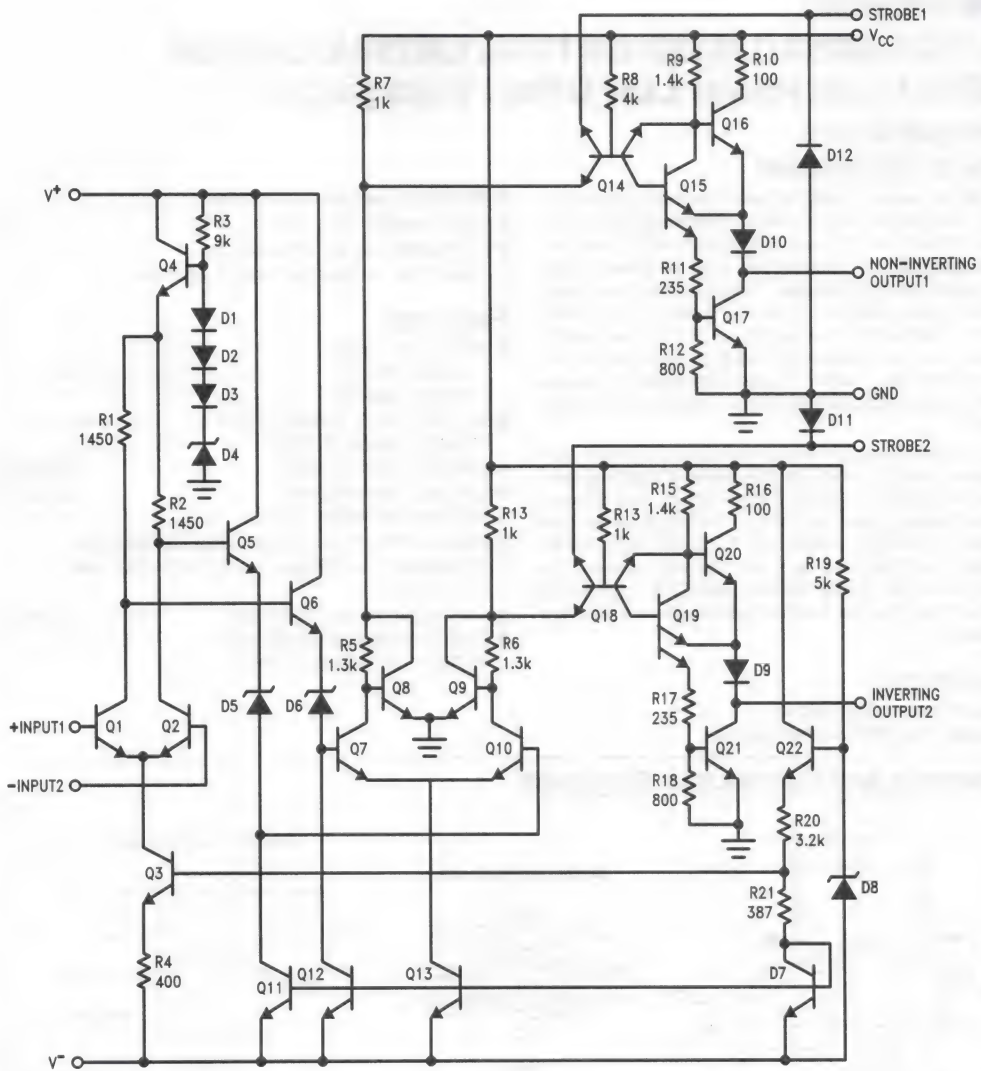 STROBE1
VCC
R7
1k
R8
4k
R9
1.4k
R10
100
Q16
D12
Q14
Q15
V+
R3
9k
Q4
D10
R11
235
NON-INVERTING
OUTPUT1
D1
Q17
D2
R12
800
D3
GND
R1
1450
D11
D4
STROBE2
R2
1450
R15
1.4k
R16
100
R13
1k
R13
1k
Q5
Q20
R19
5k
Q6
Q18
Q19
R5
1.3k
R6
1.3k
D9
Q8
Q9
D5
D6
R17
235
INVERTING
OUTPUT2
+INPUT1
Q1
Q2
Q7
Q10
Q21
Q22
-INPUT2
R18
800
R20
3.2k
Q3
D8
R21
387
R4
400
Q11
Q12
Q13
D7
V-